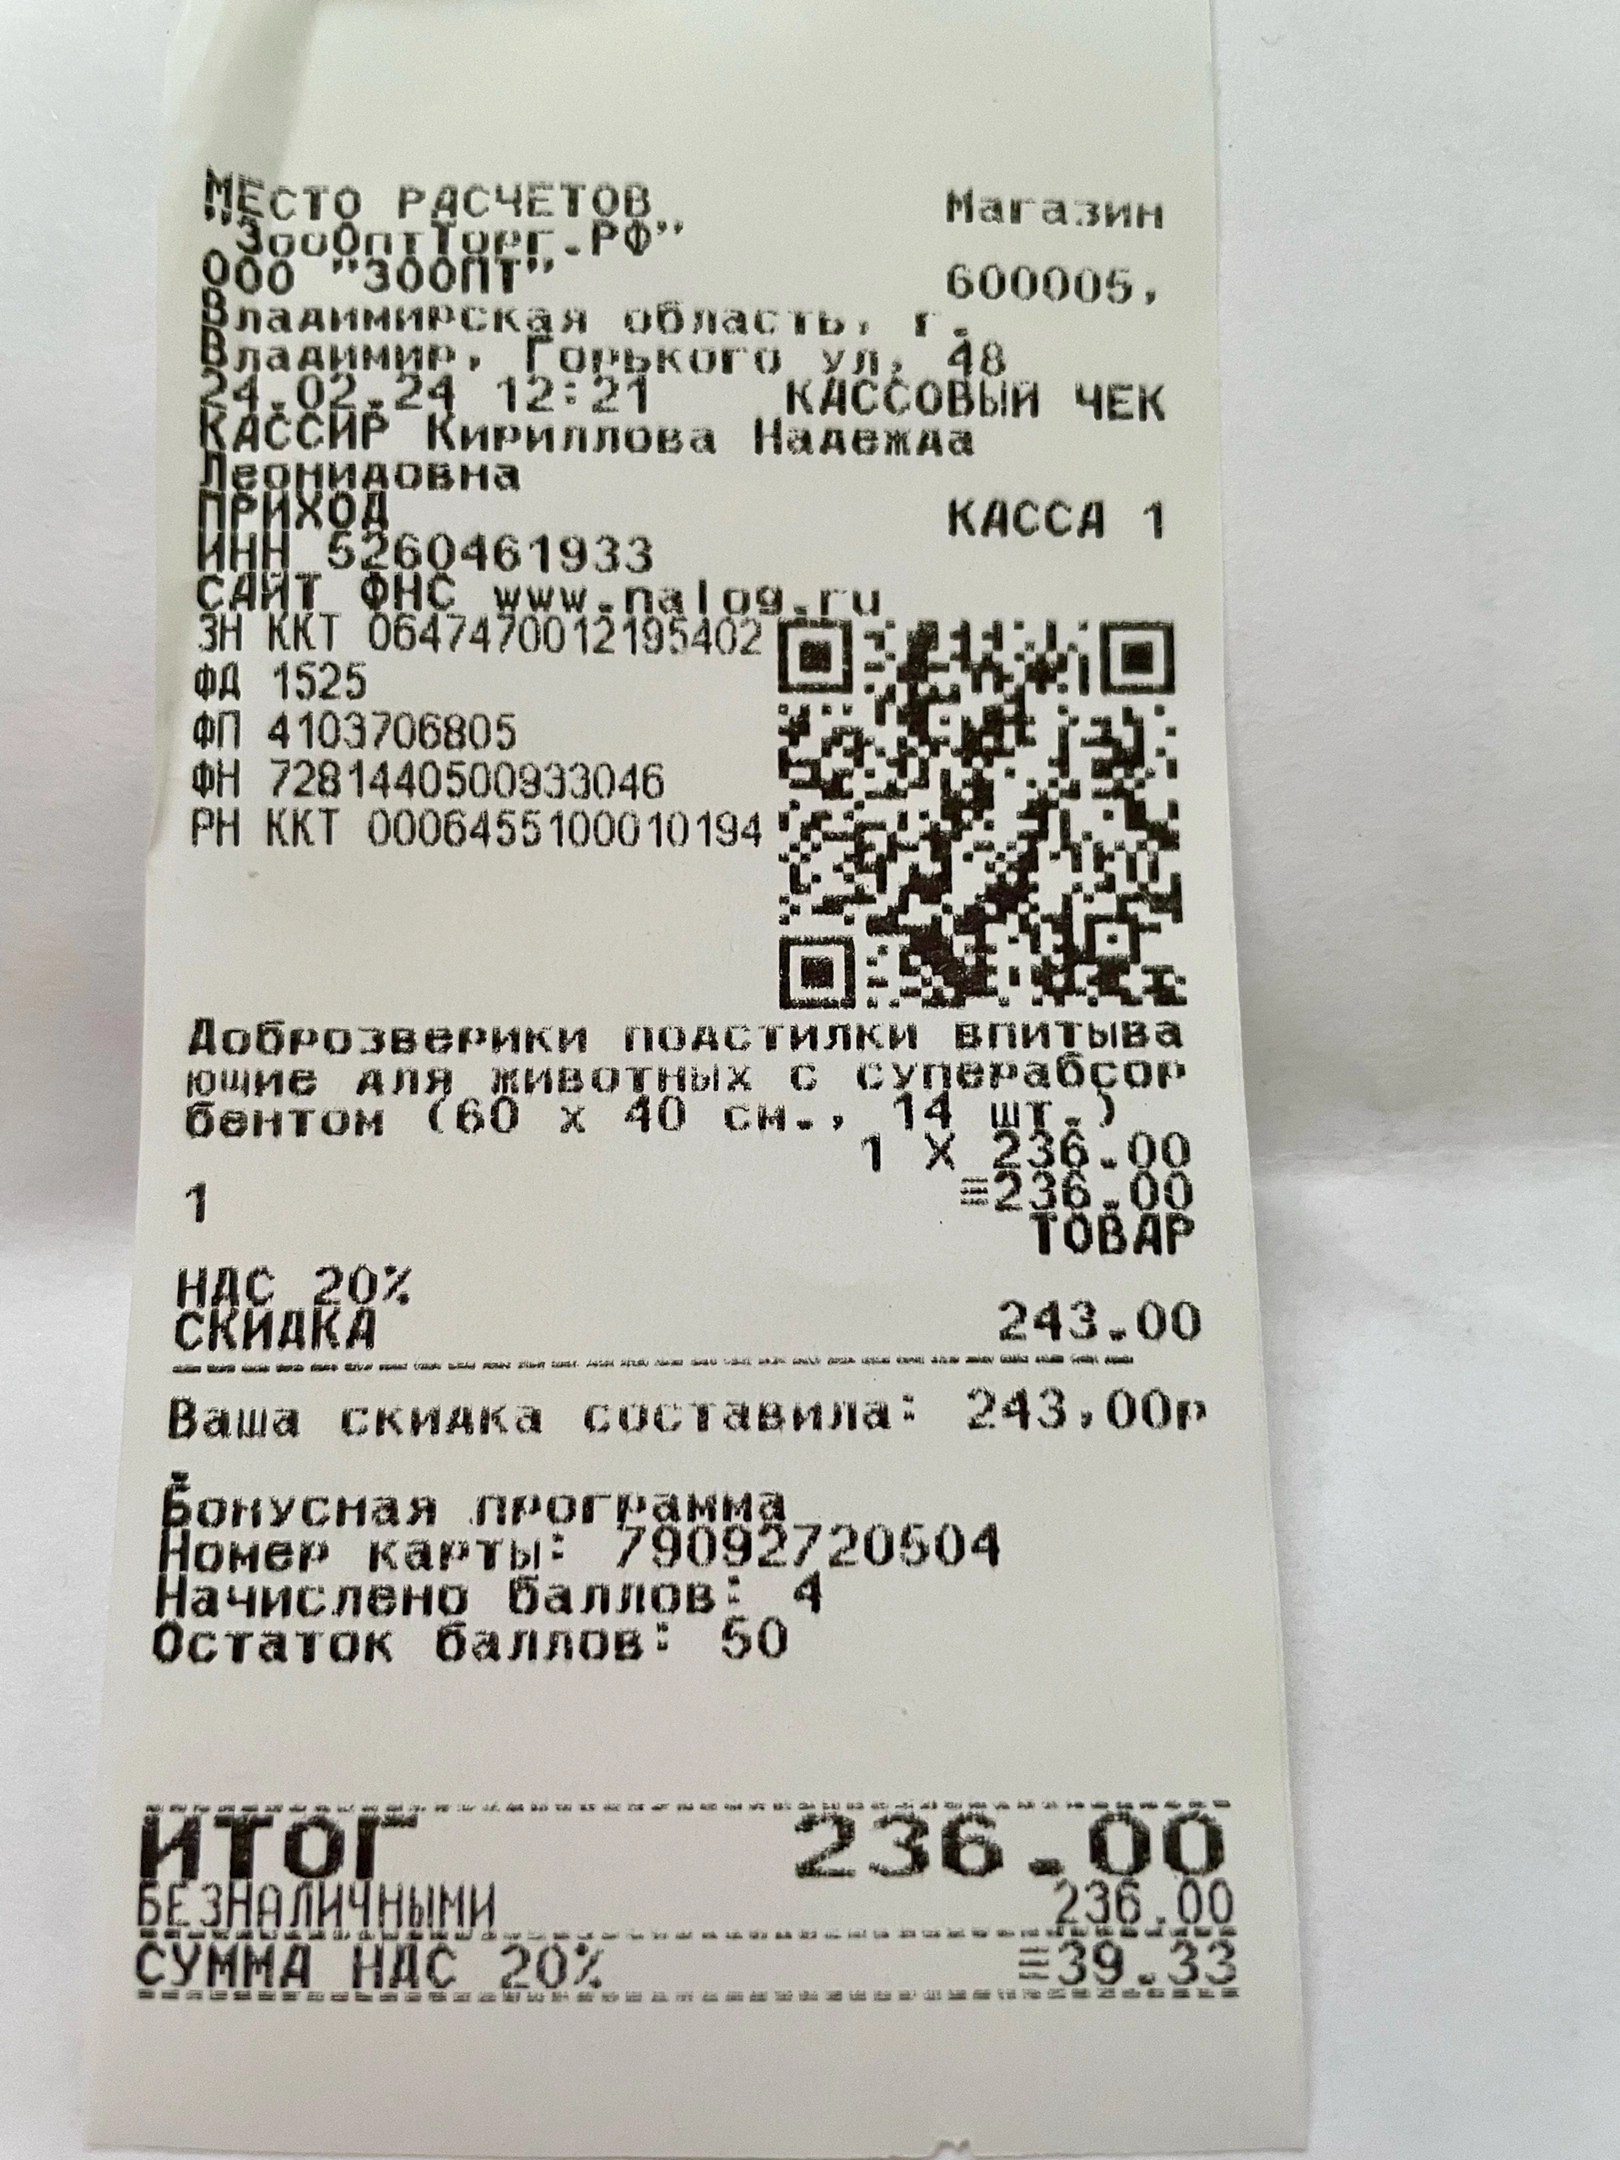 МЕСТО РАСЧЕТОВ Магазин
"ЗооОптТорг.РФ"
ООО "ЗООПТ" 600005,
Владимирская область, г.
Владимир, Горького ул, 48
24.02.24 12:21 КАССОВЫЙ ЧЕК
КАССИР Кириллова Надежда
Леонидовна
ПРИХОД КАССА 1
ИНН 5260461933
САЙТ ФНС www.nalog.ru
ЗН ККТ 0647470012195402
ФД 1525
ФП 4103706805
ФН 7281440500933046
РН ККТ 0006455100010194
Доброзверики подстилки впитыва
ющие для животных с суперабсор
бентом (60 х 40 см., 14 шт.)
1 X 236.00
1 ≡236.00
ТОВАР
НДС 20%
СКИДКА 243.00
Ваша скидка составила: 243,00р
.
Бонусная программа
Номер карты: 79092720504
Начислено баллов: 4
Остаток баллов: 50
ИТОГ 236.00
БЕЗНАЛИЧНЫМИ 236.00
СУММА НДС 20% ≡39.33